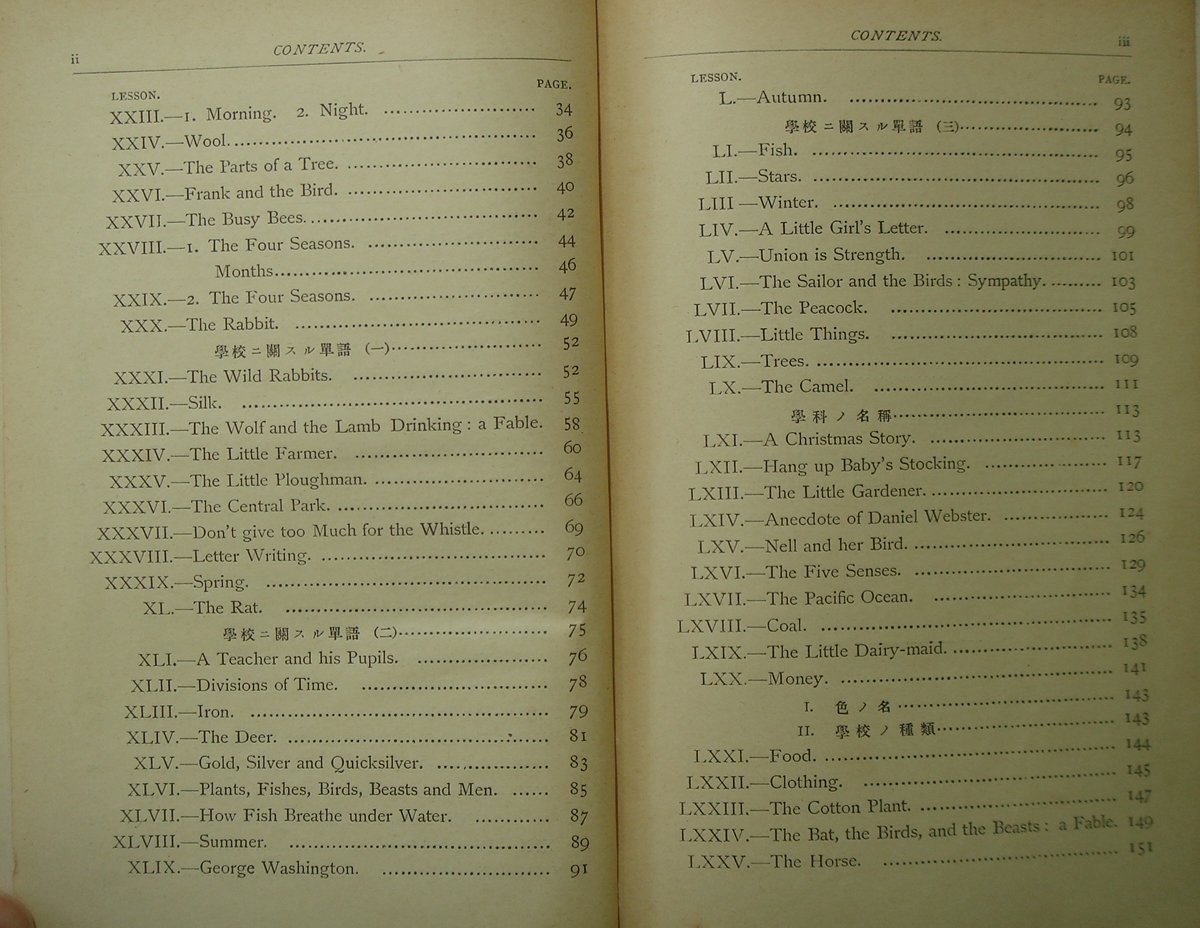 ii CONTENTS.
LESSON. PAGE.
XXIII.—1. Morning. 2. Night. 34
XXIV.—Wool. 36
XXV.—The Parts of a Tree. 38
XXVI.—Frank and the Bird. 40
XXVII.—The Busy Bees. 42
XXVIII.—1. The Four Seasons. 44
Months. 46
XXIX.—2. The Four Seasons. 47
XXX.—The Rabbit. 49
學校ニ關スル單語 (一) 52
XXXI.—The Wild Rabbits. 52
XXXII.—Silk. 55
XXXIII.—The Wolf and the Lamb Drinking: a Fable. 58
XXXIV.—The Little Farmer. 60
XXXV.—The Little Ploughman. 64
XXXVI.—The Central Park. 66
XXXVII.—Don't give too Much for the Whistle. 69
XXXVIII.—Letter Writing. 70
XXXIX.—Spring. 72
XL.—The Rat. 74
學校ニ關スル單語 (二) 75
XLI.—A Teacher and his Pupils. 76
XLII.—Divisions of Time. 78
XLIII.—Iron. 79
XLIV.—The Deer. 81
XLV.—Gold, Silver and Quicksilver. 83
XLVI.—Plants, Fishes, Birds, Beasts and Men. 85
XLVII.—How Fish Breathe under Water. 87
XLVIII.—Summer. 89
XLIX.—George Washington. 91
CONTENTS. iii
LESSON. PAGE.
L.—Autumn. 93
學校ニ關スル單語 (三) 94
LI.—Fish. 95
LII.—Stars. 96
LIII—Winter. 98
LIV.—A Little Girl's Letter. 99
LV.—Union is Strength. 101
LVI.—The Sailor and the Birds: Sympathy. 103
LVII.—The Peacock. 105
LVIII.—Little Things. 108
LIX.—Trees. 109
LX.—The Camel. 111
學科ノ名稱 113
LXI.—A Christmas Story. 113
LXII.—Hang up Baby's Stocking. 117
LXIII.—The Little Gardener. 120
LXIV.—Anecdote of Daniel Webster. 124
LXV.—Nell and her Bird. 126
LXVI.—The Five Senses. 129
LXVII.—The Pacific Ocean. 134
LXVIII.—Coal. 135
LXIX.—The Little Dairy-maid. 138
LXX.—Money. 141
I. 色ノ名 143
II. 學校ノ種類 143
LXXI.—Food. 144
LXXII.—Clothing. 145
LXXIII.—The Cotton Plant. 147
LXXIV.—The Bat, the Birds, and the Beasts: a Fable. 149
LXXV.—The Horse. 151